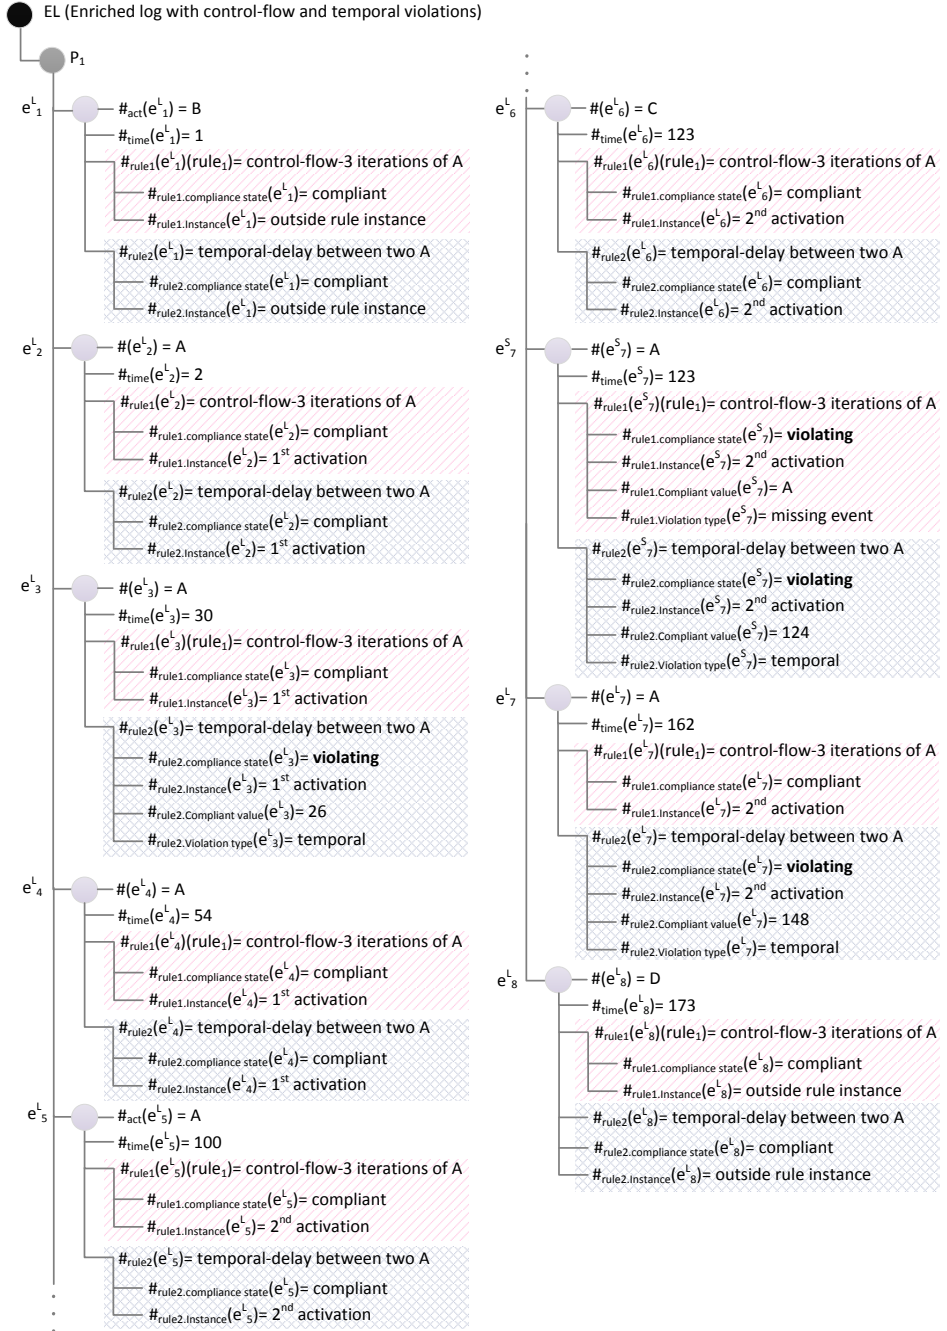 EL (Enriched log with control-flow and temporal violations)
P₁
eᴸ₁
#act(eᴸ₁) = B
#time(eᴸ₁)= 1
#rule1(eᴸ₁)(rule₁)= control-flow-3 iterations of A
#rule1.compliance state(eᴸ₁)= compliant
#rule1.Instance(eᴸ₁)= outside rule instance
#rule2(eᴸ₁)= temporal-delay between two A
#rule2.compliance state(eᴸ₁)= compliant
#rule2.Instance(eᴸ₁)= outside rule instance
eᴸ₂
#(eᴸ₂) = A
#time(eᴸ₂)= 2
#rule1(eᴸ₂)= control-flow-3 iterations of A
#rule1.compliance state(eᴸ₂)= compliant
#rule1.Instance(eᴸ₂)= 1st activation
#rule2(eᴸ₂)= temporal-delay between two A
#rule2.compliance state(eᴸ₂)= compliant
#rule2.Instance(eᴸ₂)= 1st activation
eᴸ₃
#(eᴸ₃) = A
#time(eᴸ₃)= 30
#rule1(eᴸ₃)(rule₁)= control-flow-3 iterations of A
#rule1.compliance state(eᴸ₃)= compliant
#rule1.Instance(eᴸ₃)= 1st activation
#rule2(eᴸ₃)= temporal-delay between two A
#rule2.compliance state(eᴸ₃)= violating
#rule2.Instance(eᴸ₃)= 1st activation
#rule2.Compliant value(eᴸ₃)= 26
#rule2.Violation type(eᴸ₃)= temporal
eᴸ₄
#(eᴸ₄) = A
#time(eᴸ₄)= 54
#rule1(eᴸ₄)(rule₁)= control-flow-3 iterations of A
#rule1.compliance state(eᴸ₄)= compliant
#rule1.Instance(eᴸ₄)= 1st activation
#rule2(eᴸ₄)= temporal-delay between two A
#rule2.compliance state(eᴸ₄)= compliant
#rule2.Instance(eᴸ₄)= 1st activation
eᴸ₅
#act(eᴸ₅) = A
#time(eᴸ₅)= 100
#rule1(eᴸ₅)(rule₁)= control-flow-3 iterations of A
#rule1.compliance state(eᴸ₅)= compliant
#rule1.Instance(eᴸ₅)= 2nd activation
#rule2(eᴸ₅)= temporal-delay between two A
#rule2.compliance state(eᴸ₅)= compliant
#rule2.Instance(eᴸ₅)= 2nd activation
eᴸ₆
#(eᴸ₆) = C
#time(eᴸ₆)= 123
#rule1(eᴸ₆)(rule₁)= control-flow-3 iterations of A
#rule1.compliance state(eᴸ₆)= compliant
#rule1.Instance(eᴸ₆)= 2nd activation
#rule2(eᴸ₆)= temporal-delay between two A
#rule2.compliance state(eᴸ₆)= compliant
#rule2.Instance(eᴸ₆)= 2nd activation
eˢ₇
#(eˢ₇) = A
#time(eˢ₇)= 123
#rule1(eˢ₇)(rule₁)= control-flow-3 iterations of A
#rule1.compliance state(eˢ₇)= violating
#rule1.Instance(eˢ₇)= 2nd activation
#rule1.Compliant value(eˢ₇)= A
#rule1.Violation type(eˢ₇)= missing event
#rule2(eˢ₇)= temporal-delay between two A
#rule2.compliance state(eˢ₇)= violating
#rule2.Instance(eˢ₇)= 2nd activation
#rule2.Compliant value(eˢ₇)= 124
#rule2.Violation type(eˢ₇)= temporal
eᴸ₇
#(eᴸ₇) = A
#time(eᴸ₇)= 162
#rule1(eᴸ₇)(rule₁)= control-flow-3 iterations of A
#rule1.compliance state(eᴸ₇)= compliant
#rule1.Instance(eᴸ₇)= 2nd activation
#rule2(eᴸ₇)= temporal-delay between two A
#rule2.compliance state(eᴸ₇)= violating
#rule2.Instance(eᴸ₇)= 2nd activation
#rule2.Compliant value(eᴸ₇)= 148
#rule2.Violation type(eᴸ₇)= temporal
eᴸ₈
#(eᴸ₈) = D
#time(eᴸ₈)= 173
#rule1(eᴸ₈)(rule₁)= control-flow-3 iterations of A
#rule1.compliance state(eᴸ₈)= compliant
#rule1.Instance(eᴸ₈)= outside rule instance
#rule2(eᴸ₈)= temporal-delay between two A
#rule2.compliance state(eᴸ₈)= compliant
#rule2.Instance(eᴸ₈)= outside rule instance